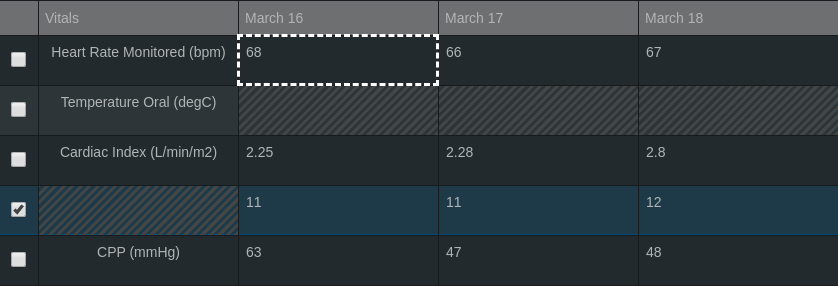 Vitals March 16 March 17 March 18
Heart Rate Monitored (bpm) 68 66 67
Temperature Oral (degC)
Cardiac Index (L/min/m2) 2.25 2.28 2.8
11 11 12
CPP (mmHg) 63 47 48